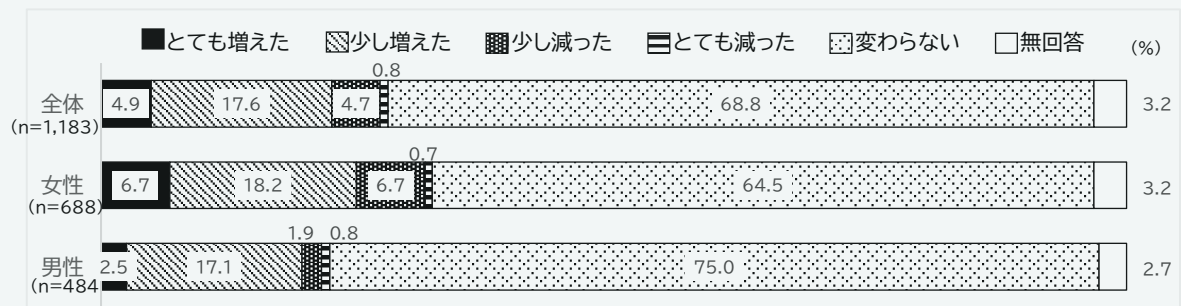 とても増えた 少し増えた 少し減った とても減った 変わらない 無回答 (%)
0.8
全体 4.9 17.6 4.7 68.8 3.2
(n=1,183)
0.7
女性 6.7 18.2 6.7 64.5 3.2
(n=688)
1.9 0.8
男性 2.5 17.1 75.0 2.7
(n=484